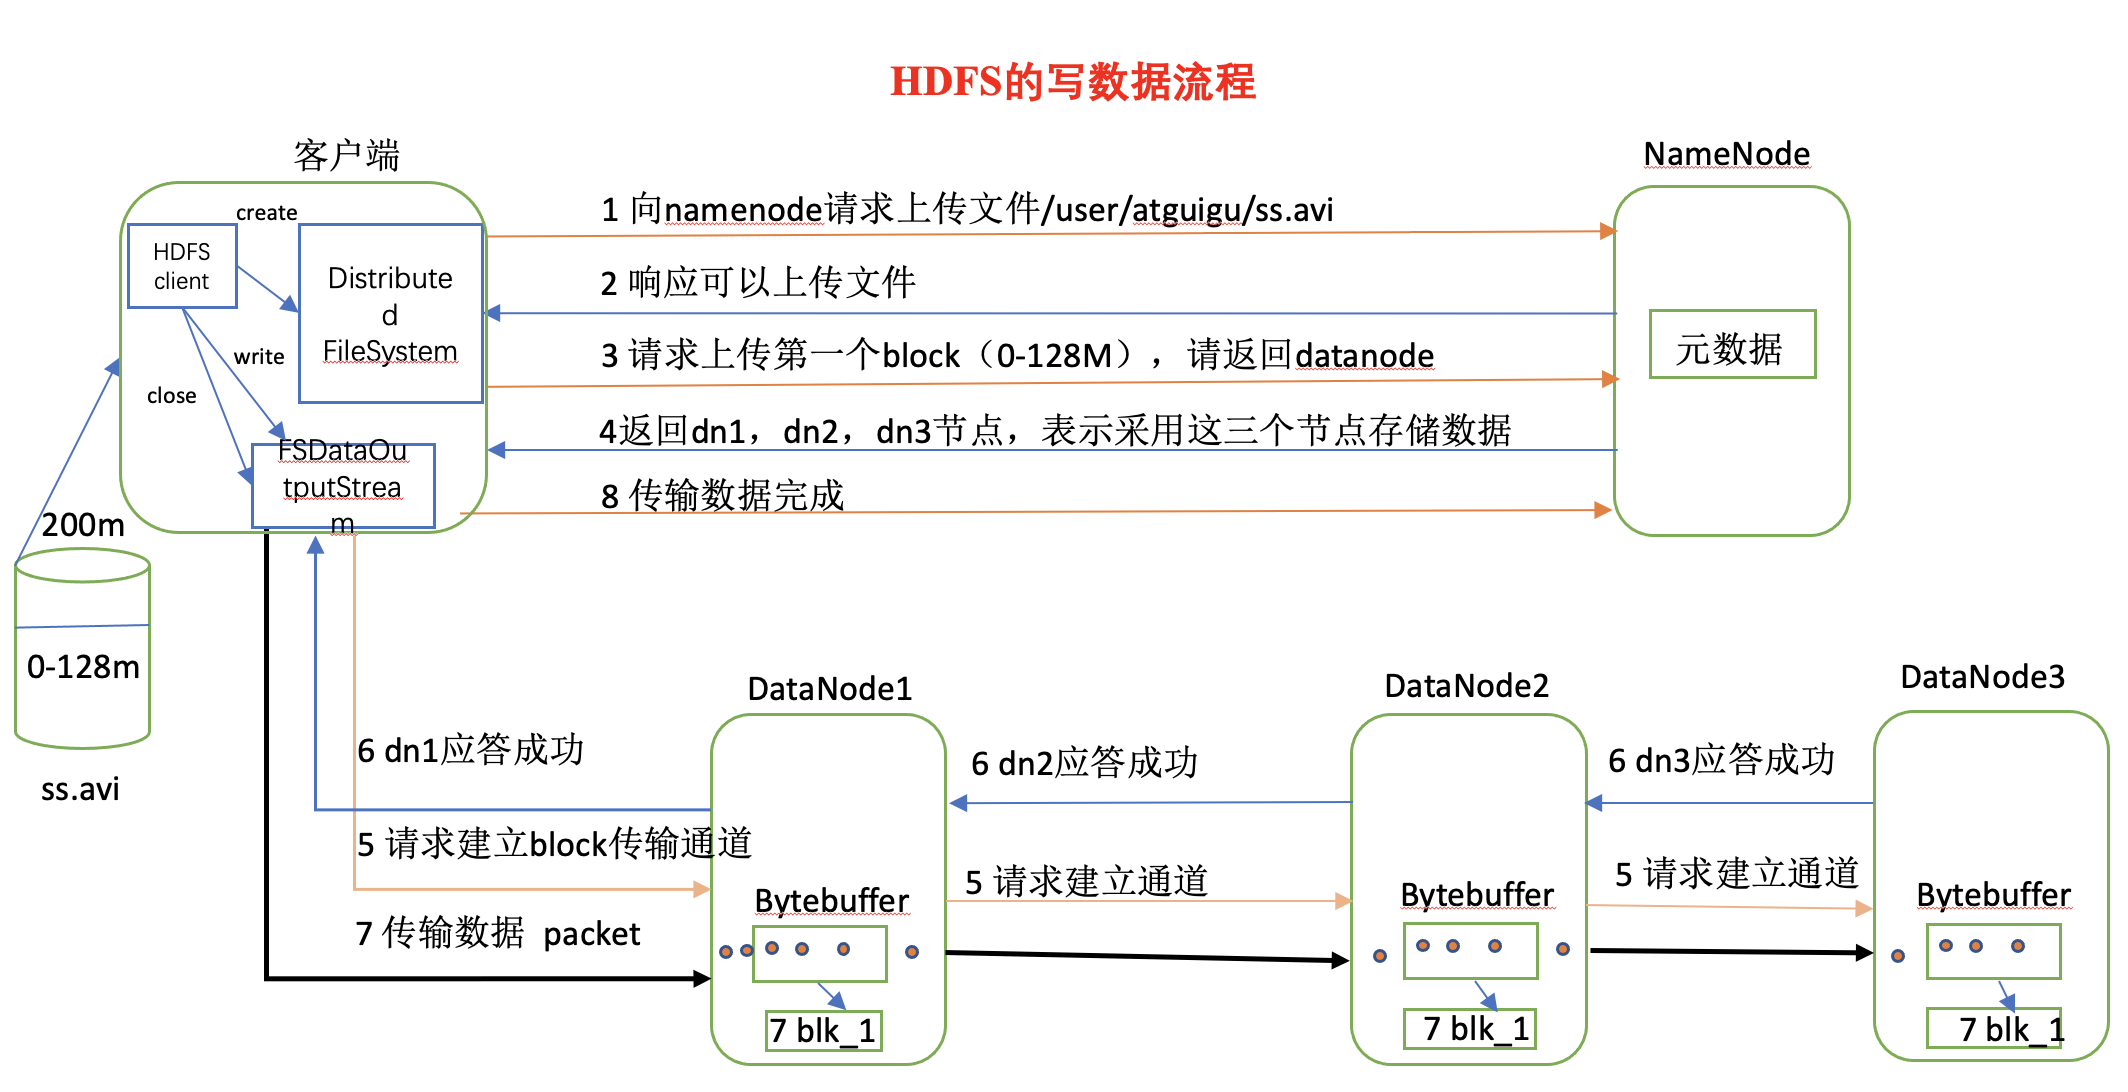 HDFS的写数据流程
客户端
NameNode
create
HDFS
client
Distribute
d
FileSystem
write
close
FSDataOu
tputStrea
m
1 向namenode请求上传文件/user/atguigu/ss.avi
2 响应可以上传文件
3 请求上传第一个block（0-128M），请返回datanode
4返回dn1，dn2，dn3节点，表示采用这三个节点存储数据
8 传输数据完成
元数据
200m
0-128m
ss.avi
DataNode1
DataNode2
DataNode3
6 dn1应答成功
6 dn2应答成功
6 dn3应答成功
5 请求建立block传输通道
5 请求建立通道
5 请求建立通道
7 传输数据 packet
Bytebuffer
Bytebuffer
Bytebuffer
7 blk_1
7 blk_1
7 blk_1